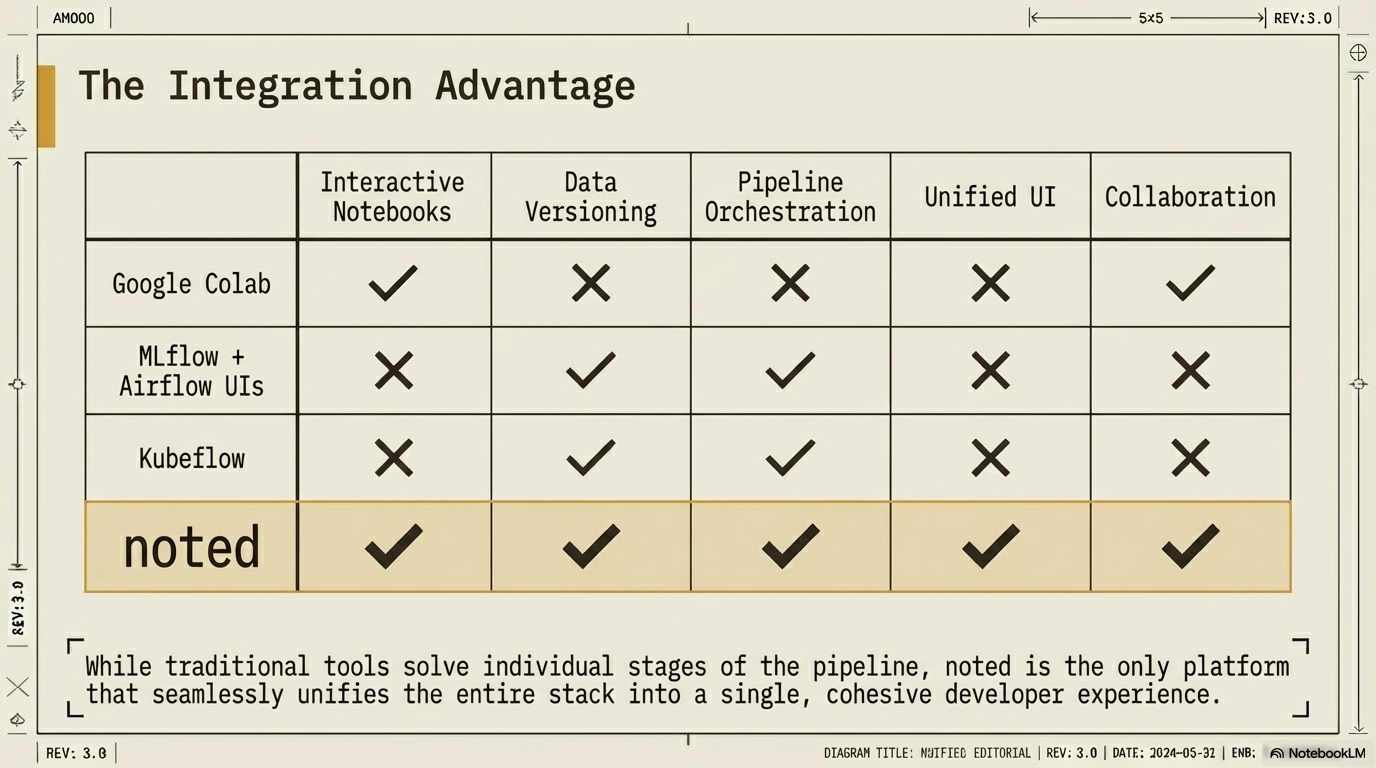 AM000
5×5
REV:3.0
The Integration Advantage
Interactive
Notebooks
Data
Versioning
Pipeline
Orchestration
Unified UI
Collaboration
Google Colab
MLflow +
Airflow UIs
Kubeflow
noted
REV:3.0
While traditional tools solve individual stages of the pipeline, noted is the only platform
that seamlessly unifies the entire stack into a single, cohesive developer experience.
REV: 3.0
DIAGRAM TITLE: EDITORIAL | REV: 3.0 | DATE: | ENB:
NotebookLM